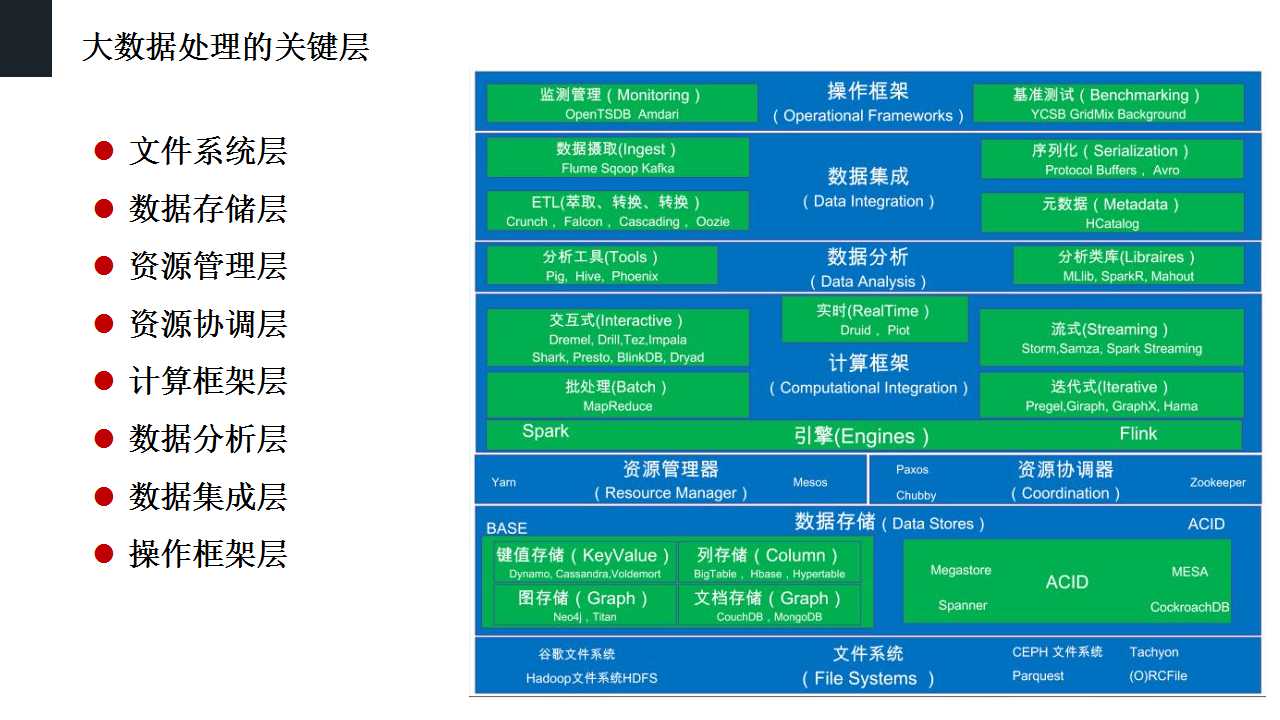 大数据处理的关键层
文件系统层
数据存储层
资源管理层
资源协调层
计算框架层
数据分析层
数据集成层
操作框架层
监测管理（Monitoring）
OpenTSDB Amdari
操作框架
（Operational Frameworks）
基准测试（Benchmarking）
YCSB GridMix Background
数据摄取(Ingest）
Flume Sqoop Kafka
ETL(萃取、转换、转换）
Crunch， Falcon， Cascading， Oozie
数据集成
（Data Integration）
序列化（Serialization）
Protocol Buffers， Avro
元数据（Metadata）
HCatalog
分析工具(Tools）
Pig, Hive, Phoenix
数据分析
（Data Analysis）
分析类库(Libraires）
MLlib, SparkR, Mahout
交互式(Interactive）
Dremel, Drill,Tez,Impala
Shark, Presto, BlinkDB, Dryad
批处理(Batch）
MapReduce
实时(RealTime）
Druid， Piot
计算框架
（Computational Integration）
流式(Streaming）
Storm,Samza, Spark Streaming
迭代式(Iterative）
Pregel,Giraph, GraphX, Hama
Spark
引擎(Engines）
Flink
资源管理器
（Resource Manager）
Yarn
Mesos
Paxos
Chubby
资源协调器
（Coordination）
Zookeeper
数据存储（Data Stores）
BASE
ACID
键值存储（KeyValue）
Dynamo, Cassandra,Voldemort
列存储（Column）
BigTable， Hbase，Hypertable
图存储（Graph）
Neo4j，Titan
文档存储（Graph）
CouchDB，MongoDB
Megastore
Spanner
ACID
MESA
CockroachDB
谷歌文件系统
Hadoop文件系统HDFS
文件系统
（File Systems ）
CEPH 文件系统
Tachyon
Parquest
(O)RCFile